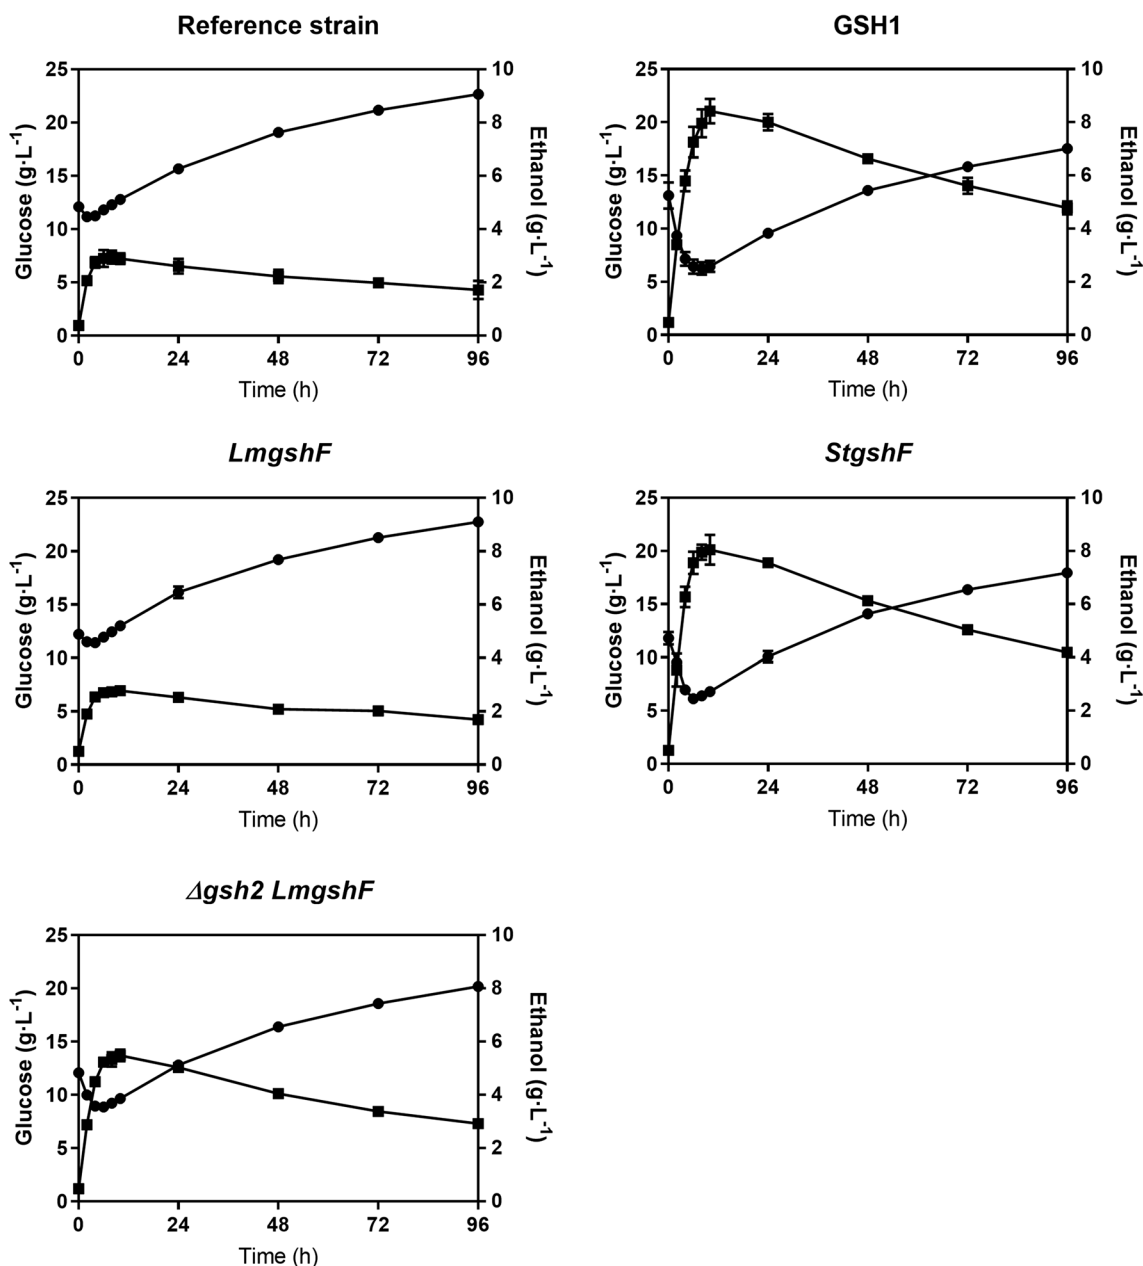 Reference strain
25
20
15
10
5
0
Glucose (g·L-1)
10
8
6
4
2
0
Ethanol (g·L-1)
0 24 48 72 96
Time (h)
GSH1
25
20
15
10
5
0
Glucose (g·L-1)
10
8
6
4
2
0
Ethanol (g·L-1)
0 24 48 72 96
Time (h)
LmgshF
25
20
15
10
5
0
Glucose (g·L-1)
10
8
6
4
2
0
Ethanol (g·L-1)
0 24 48 72 96
Time (h)
StgshF
25
20
15
10
5
0
Glucose (g·L-1)
10
8
6
4
2
0
Ethanol (g·L-1)
0 24 48 72 96
Time (h)
Δgsh2 LmgshF
25
20
15
10
5
0
Glucose (g·L-1)
10
8
6
4
2
0
Ethanol (g·L-1)
0 24 48 72 96
Time (h)